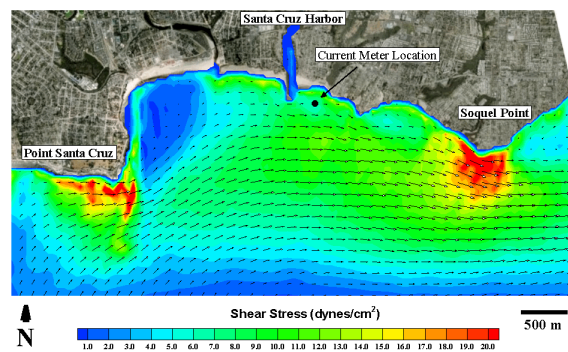 Santa Cruz Harbor
Current Meter Location
Soquel Point
Point Santa Cruz
Shear Stress (dynes/cm²)
N
500 m
1.0 2.0 3.0 4.0 5.0 6.0 7.0 8.0 9.0 10.0 11.0 12.0 13.0 14.0 15.0 16.0 17.0 18.0 19.0 20.0